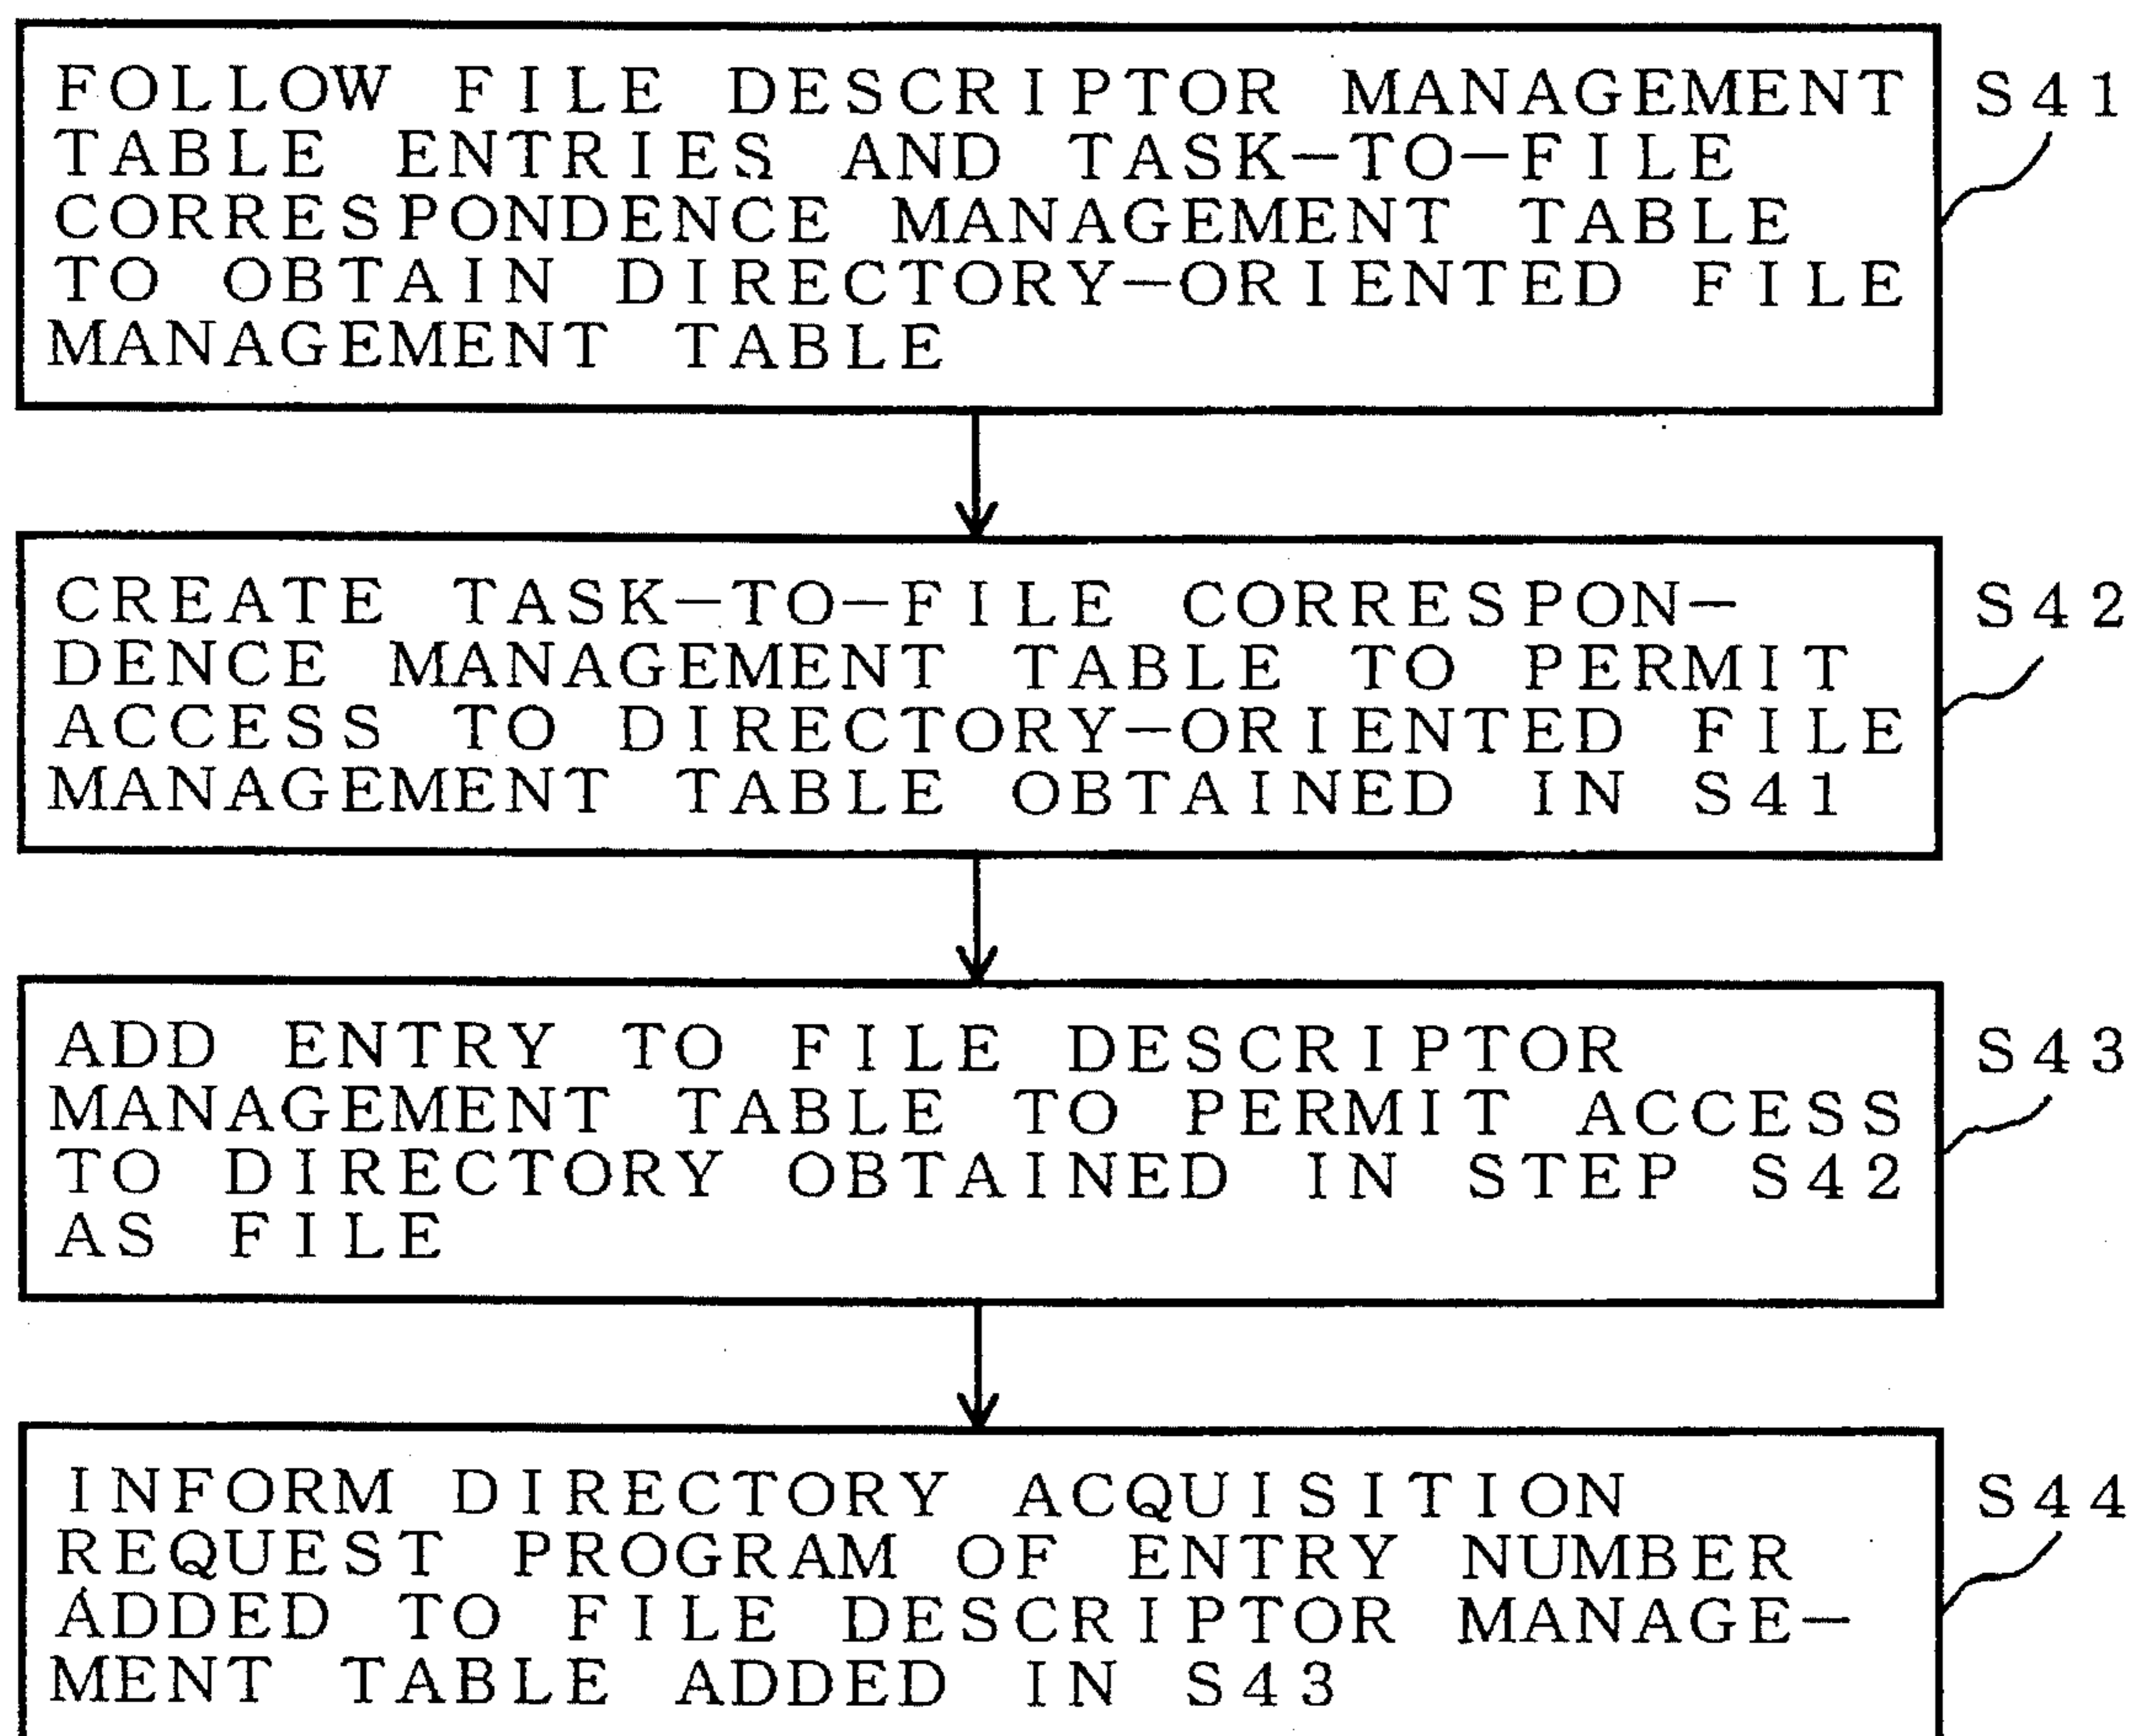 FOLLOW FILE DESCRIPTOR MANAGEMENT S41
TABLE ENTRIES AND TASK-TO-FILE
CORRESPONDENCE MANAGEMENT TABLE
TO OBTAIN DIRECTORY-ORIENTED FILE
MANAGEMENT TABLE
CREATE TASK-TO-FILE CORRESPON- S42
DENCE MANAGEMENT TABLE TO PERMIT
ACCESS TO DIRECTORY-ORIENTED FILE
MANAGEMENT TABLE OBTAINED IN S41
ADD ENTRY TO FILE DESCRIPTOR S43
MANAGEMENT TABLE TO PERMIT ACCESS
TO DIRECTORY OBTAINED IN STEP S42
AS FILE
INFORM DIRECTORY ACQUISITION S44
REQUEST PROGRAM OF ENTRY NUMBER
ADDED TO FILE DESCRIPTOR MANAGE-
MENT TABLE ADDED IN S43